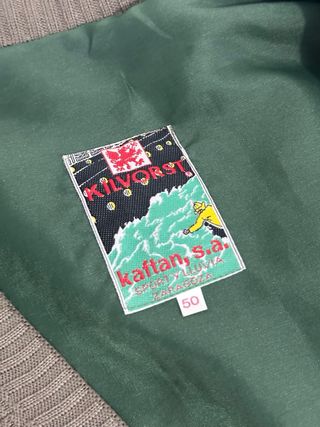 KILVORST
kaftan, s.a.
SPORT Y LLUVIA
ZARAGOZA
50